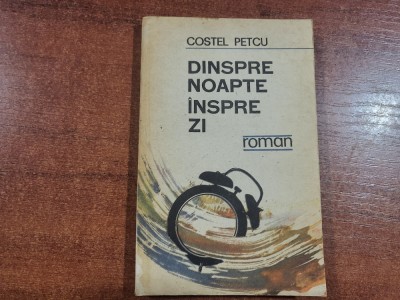 COSTEL PETCU
DINSPRE
NOAPTE
ÎNSPRE
ZI
roman